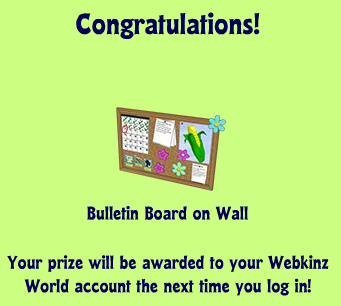 Congratulations!
Bulletin Board on Wall
Your prize will be awarded to your Webkinz
World account the next time you log in!